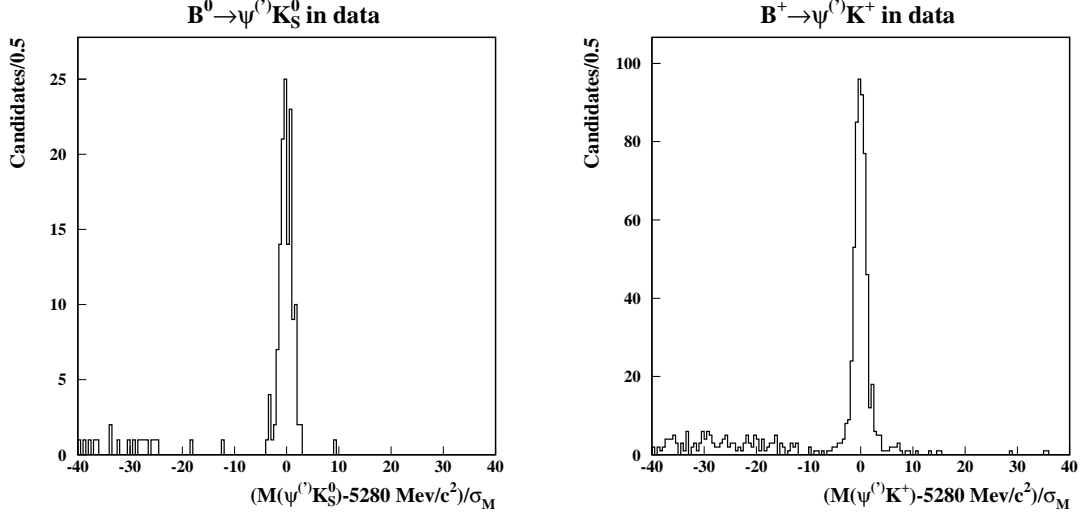 B⁰→ψ⁽'⁾K⁰S in data
Candidates/0.5
25
20
15
10
5
0
-40 -30 -20 -10 0 10 20 30 40
(M(ψ⁽'⁾K⁰S)-5280 Mev/c²)/σM
B⁺→ψ⁽'⁾K⁺ in data
Candidates/0.5
100
80
60
40
20
0
-40 -30 -20 -10 0 10 20 30 40
(M(ψ⁽'⁾K⁺)-5280 Mev/c²)/σM